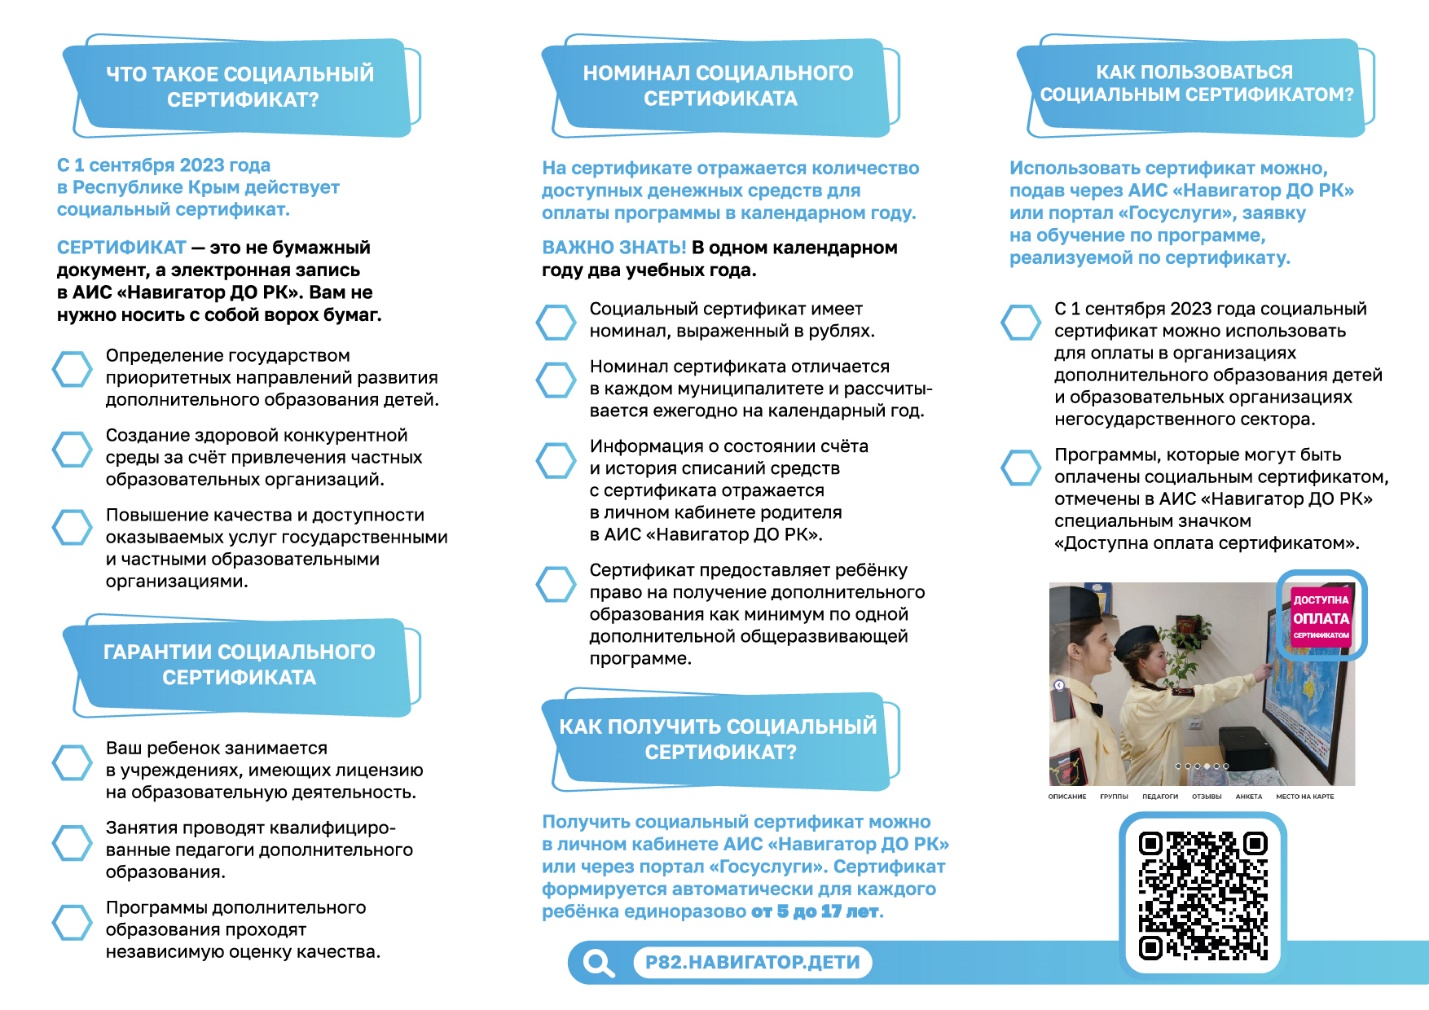 ЧТО ТАКОЕ СОЦИАЛЬНЫЙ
СЕРТИФИКАТ?
С 1 сентября 2023 года
в Республике Крым действует
социальный сертификат.
СЕРТИФИКАТ — это не бумажный
документ, а электронная запись
в АИС «Навигатор ДО РК». Вам не
нужно носить с собой ворох бумаг.
Определение государством
приоритетных направлений развития
дополнительного образования детей.
Создание здоровой конкурентной
среды за счёт привлечения частных
образовательных организаций.
Повышение качества и доступности
оказываемых услуг государственными
и частными образовательными
организациями.
ГАРАНТИИ СОЦИАЛЬНОГО
СЕРТИФИКАТА
Ваш ребенок занимается
в учреждениях, имеющих лицензию
на образовательную деятельность.
Занятия проводят квалифициро-
ванные педагоги дополнительного
образования.
Программы дополнительного
образования проходят
независимую оценку качества.
НОМИНАЛ СОЦИАЛЬНОГО
СЕРТИФИКАТА
На сертификате отражается количество
доступных денежных средств для
оплаты программы в календарном году.
ВАЖНО ЗНАТЬ! В одном календарном
году два учебных года.
Социальный сертификат имеет
номинал, выраженный в рублях.
Номинал сертификата отличается
в каждом муниципалитете и рассчиты-
вается ежегодно на календарный год.
Информация о состоянии счёта
и история списаний средств
с сертификата отражается
в личном кабинете родителя
в АИС «Навигатор ДО РК».
Сертификат предоставляет ребёнку
право на получение дополнительного
образования как минимум по одной
дополнительной общеразвивающей
программе.
КАК ПОЛУЧИТЬ СОЦИАЛЬНЫЙ
СЕРТИФИКАТ?
Получить социальный сертификат можно
в личном кабинете АИС «Навигатор ДО РК»
или через портал «Госуслуги». Сертификат
формируется автоматически для каждого
ребёнка единоразово от 5 до 17 лет.
Р82.НАВИГАТОР.ДЕТИ
КАК ПОЛЬЗОВАТЬСЯ
СОЦИАЛЬНЫМ СЕРТИФИКАТОМ?
Использовать сертификат можно,
подав через АИС «Навигатор ДО РК»
или портал «Госуслуги», заявку
на обучение по программе,
реализуемой по сертификату.
С 1 сентября 2023 года социальный
сертификат можно использовать
для оплаты в организациях
дополнительного образования детей
и образовательных организациях
негосударственного сектора.
Программы, которые могут быть
оплачены социальным сертификатом,
отмечены в АИС «Навигатор ДО РК»
специальным значком
«Доступна оплата сертификатом».
ДОСТУПНА
ОПЛАТА
СЕРТИФИКАТОМ
ОПИСАНИЕ ГРУППЫ ПЕДАГОГИ ОТЗЫВЫ АНКЕТА МЕСТО НА КАРТЕ